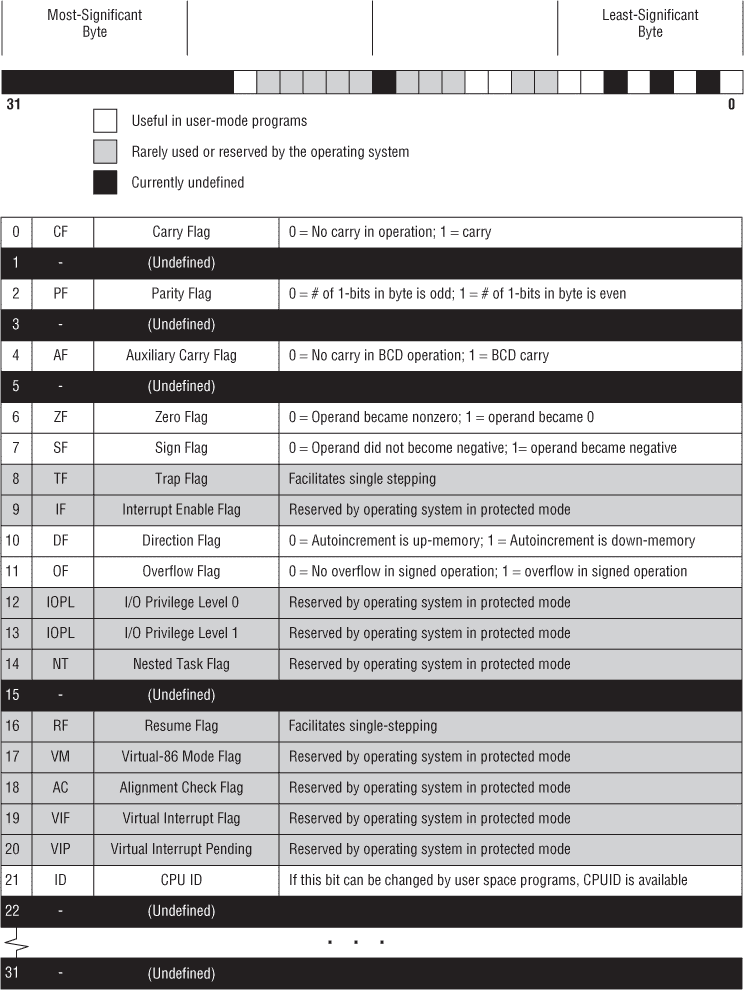 Most-Significant Least-Significant
Byte Byte
31 0
Useful in user-mode programs
Rarely used or reserved by the operating system
Currently undefined
0 CF Carry Flag 0 = No carry in operation; 1 = carry
1 - (Undefined)
2 PF Parity Flag 0 = # of 1-bits in byte is odd; 1 = # of 1-bits in byte is even
3 - (Undefined)
4 AF Auxiliary Carry Flag 0 = No carry in BCD operation; 1 = BCD carry
5 - (Undefined)
6 ZF Zero Flag 0 = Operand became nonzero; 1 = operand became 0
7 SF Sign Flag 0 = Operand did not become negative; 1= operand became negative
8 TF Trap Flag Facilitates single stepping
9 IF Interrupt Enable Flag Reserved by operating system in protected mode
10 DF Direction Flag 0 = Autoincrement is up-memory; 1 = Autoincrement is down-memory
11 OF Overflow Flag 0 = No overflow in signed operation; 1 = overflow in signed operation
12 IOPL I/O Privilege Level 0 Reserved by operating system in protected mode
13 IOPL I/O Privilege Level 1 Reserved by operating system in protected mode
14 NT Nested Task Flag Reserved by operating system in protected mode
15 - (Undefined)
16 RF Resume Flag Facilitates single-stepping
17 VM Virtual-86 Mode Flag Reserved by operating system in protected mode
18 AC Alignment Check Flag Reserved by operating system in protected mode
19 VIF Virtual Interrupt Flag Reserved by operating system in protected mode
20 VIP Virtual Interrupt Pending Reserved by operating system in protected mode
21 ID CPU ID If this bit can be changed by user space programs, CPUID is available
22 - (Undefined)
. . .
31 - (Undefined)